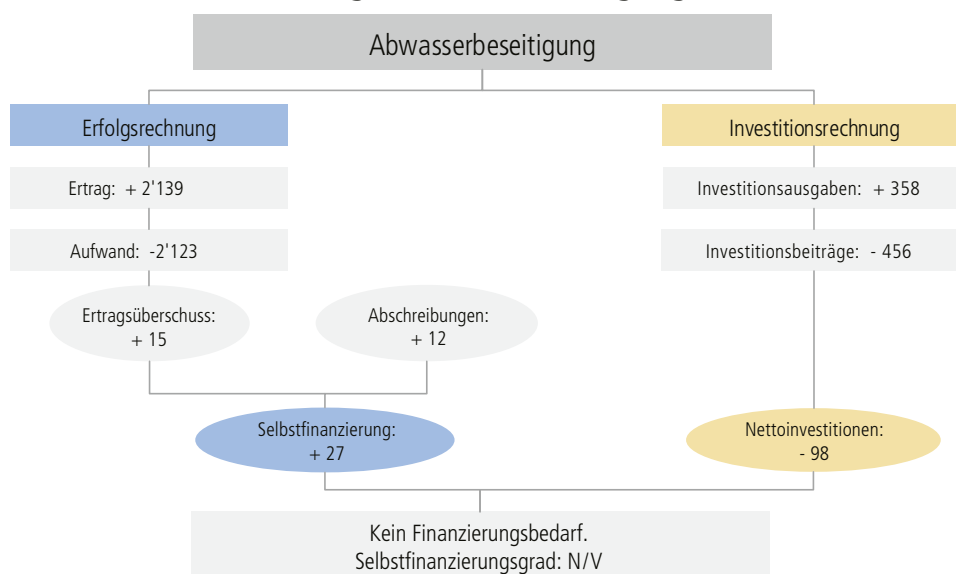 Abwasserbeseitigung
Erfolgsrechnung
Investitionsrechnung
Ertrag: + 2'139
Investitionsausgaben: + 358
Aufwand: -2'123
Investitionsbeiträge: - 456
Ertragsüberschuss:
+ 15
Abschreibungen:
+ 12
Selbstfinanzierung:
+ 27
Nettoinvestitionen:
- 98
Kein Finanzierungsbedarf.
Selbstfinanzierungsgrad: N/V